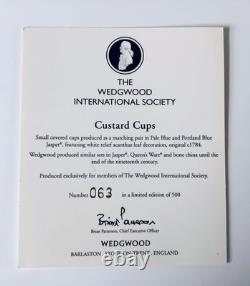 THE
WEDGWOOD
INTERNATIONAL SOCIETY
Custard Cups
Small covered cups produced as a matching pair in Pale Blue and Portland Blue
Jasper®, featuring white relief acanthus leaf decoration, original c1784.
Wedgwood produced similar sets in Jasper®, Queen's Ware® and bone china until the
end of the nineteenth century.
Produced exclusively for members of The Wedgwood International Society.
Number 063 in a limited edition of 500
Brian Patterson, Chief Executive Officer
WEDGWOOD
BARLASTON, STOKE-ON-TRENT, ENGLAND